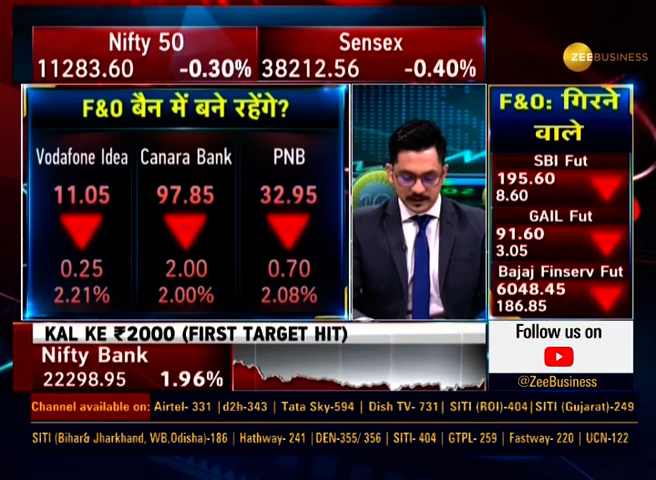 Nifty 50
11283.60 -0.30%
Sensex
38212.56 -0.40%
ZEEBUSINESS
F&O बैन में बने रहेंगे?
Vodafone Idea Canara Bank PNB
11.05 97.85 32.95
0.25 2.00 0.70
2.21% 2.00% 2.08%
F&O: गिरने
वाले
SBI Fut
195.60
8.60
GAIL Fut
91.60
3.05
Bajaj Finserv Fut
6048.45
186.85
KAL KE ₹2000 (FIRST TARGET HIT)
Nifty Bank
22298.95 1.96%
Follow us on
@ZeeBusiness
Channel available on: Airtel- 331 |d2h-343 | Tata Sky-594 | Dish TV- 731| SITI (ROI)-404|SITI (Gujarat)-249
SITI (Bihar& Jharkhand, WB,Odisha)-186 | Hathway- 241 |DEN-355/ 356 | SITI- 404 | GTPL- 259 | Fastway- 220 | UCN-122